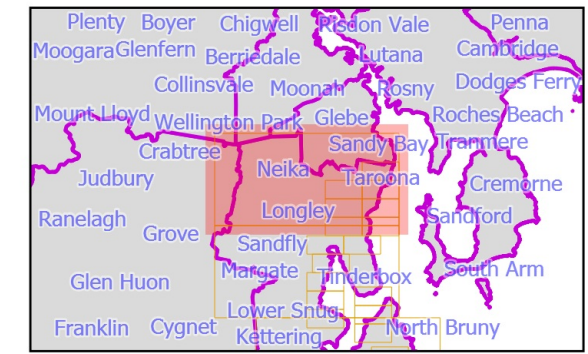 Plenty Boyer Chigwell Risdon Vale Penna
Moogara Glenfern Berriedale Lutana Cambridge
Collinsvale Moonah Rosny Dodges Ferry
Mount Lloyd Wellington Park Glebe Roches Beach
Crabtree Sandy Bay Tranmere
Judbury Neika Taroona Cremorne
Ranelagh Longley Sandford
Grove Sandfly
Glen Huon Margate Tinderbox South Arm
Lower Snug
Franklin Cygnet Kettering North Bruny